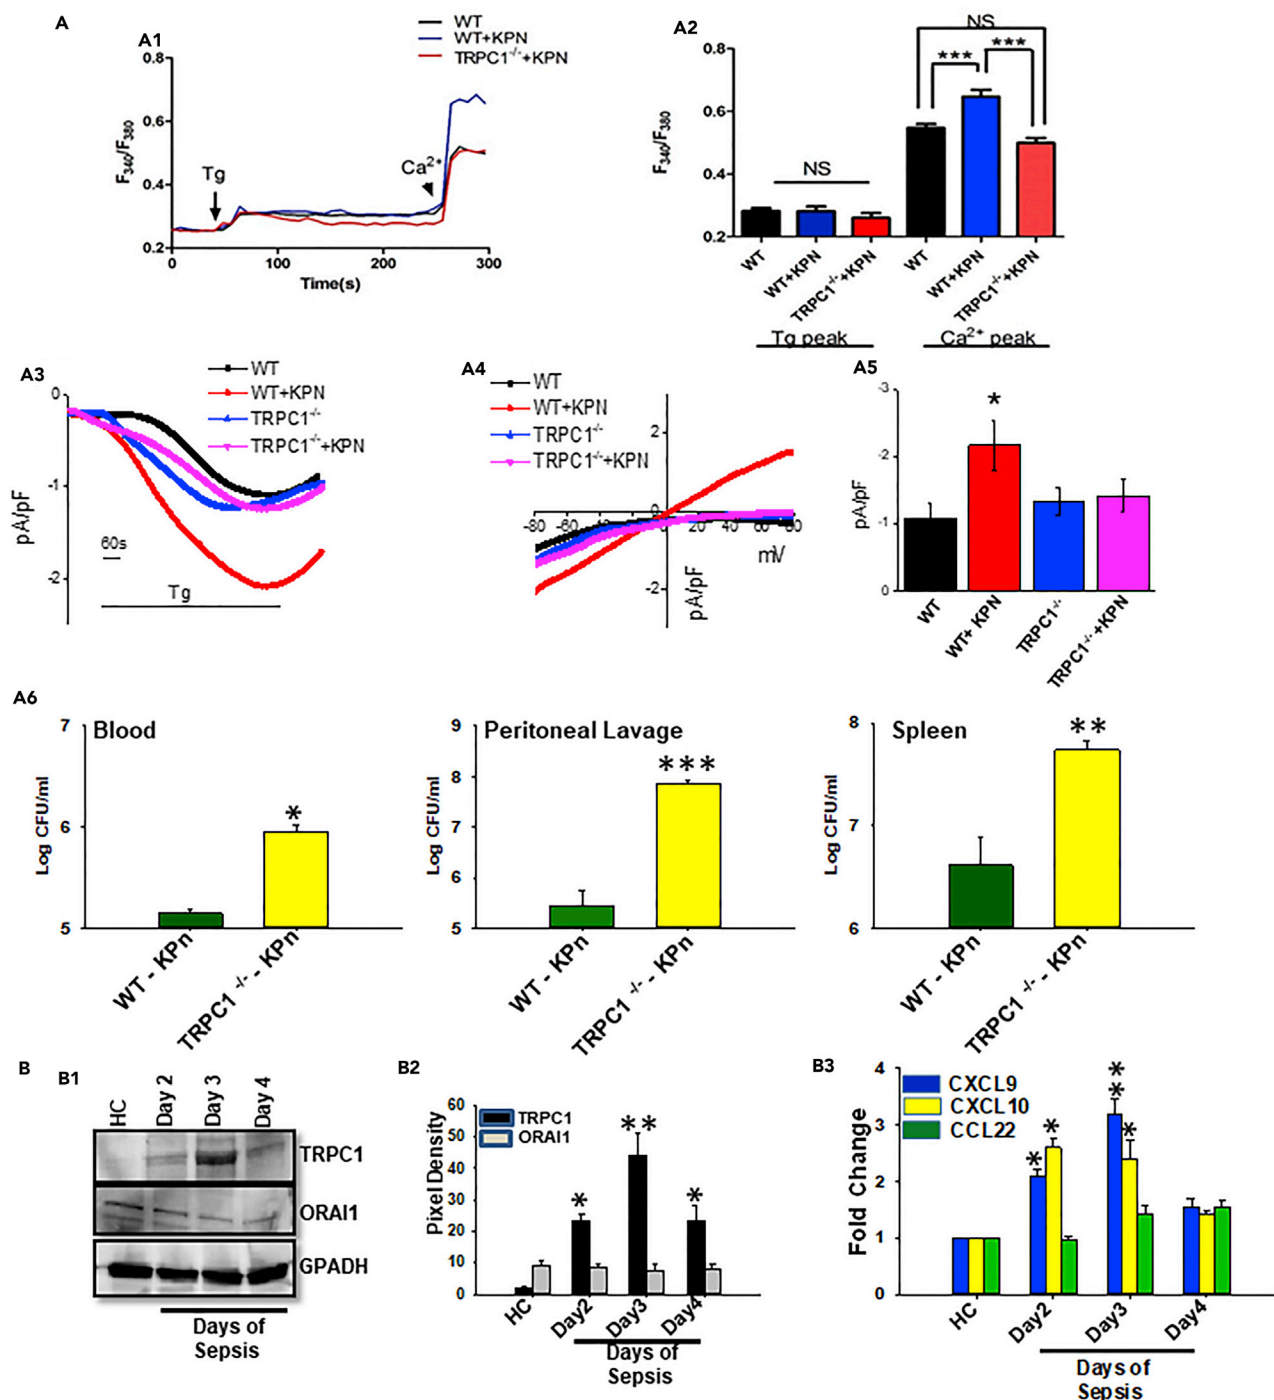 A
A1
WT
WT+KPN
TRPC1-/-+KPN
0.8
0.6
0.4
0.2
F340/F380
Tg
Ca2+
0
100
200
300
Time(s)
A2
0.8
0.6
0.4
0.2
F340/F380
NS
NS
***
***
WT
WT+KPN
TRPC1-/-+KPN
WT
WT+KPN
TRPC1-/-+KPN
Tg peak
Ca2+ peak
A3
WT
WT+KPN
TRPC1-/-
TRPC1-/-+KPN
0
-1
-2
pA/pF
60s
Tg
A4
WT
WT+KPN
TRPC1-/-
TRPC1-/-+KPN
2
0
-2
-80
-60
20
40
60
80
mV
pA/pF
A5
-3
-2
-1
0
pA/pF
*
WT
WT+ KPN
TRPC1-/-
TRPC1-/-+KPN
A6
Blood
7
6
5
Log CFU/ml
*
WT - KPn
TRPC1 -/- - KPn
Peritoneal Lavage
9
8
7
6
5
Log CFU/ml
***
WT - KPn
TRPC1 -/- - KPn
Spleen
8
7
6
Log CFU/ml
**
WT - KPn
TRPC1 -/- - KPn
B
B1
HC
Day 2
Day 3
Day 4
TRPC1
ORAI1
GPADH
Days of
Sepsis
B2
TRPC1
ORAI1
60
50
40
30
20
10
0
Pixel Density
*
**
*
HC
Day2
Day3
Day4
Days of
Sepsis
B3
CXCL9
CXCL10
CCL22
4
3
2
1
0
Fold Change
*
*
**
*
HC
Day2
Day3
Day4
Days of
Sepsis